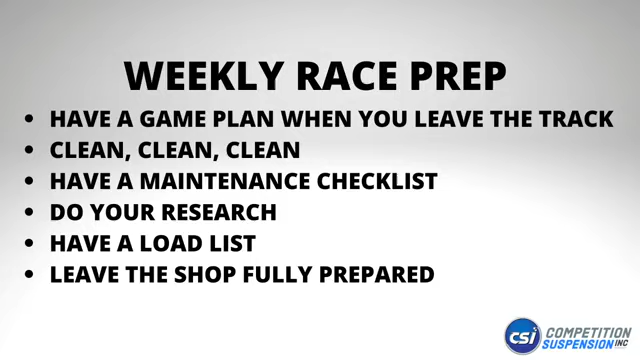 WEEKLY RACE PREP
• HAVE A GAME PLAN WHEN YOU LEAVE THE TRACK
• CLEAN, CLEAN, CLEAN
• HAVE A MAINTENANCE CHECKLIST
• DO YOUR RESEARCH
• HAVE A LOAD LIST
• LEAVE THE SHOP FULLY PREPARED
CSI COMPETITION
SUSPENSION INC